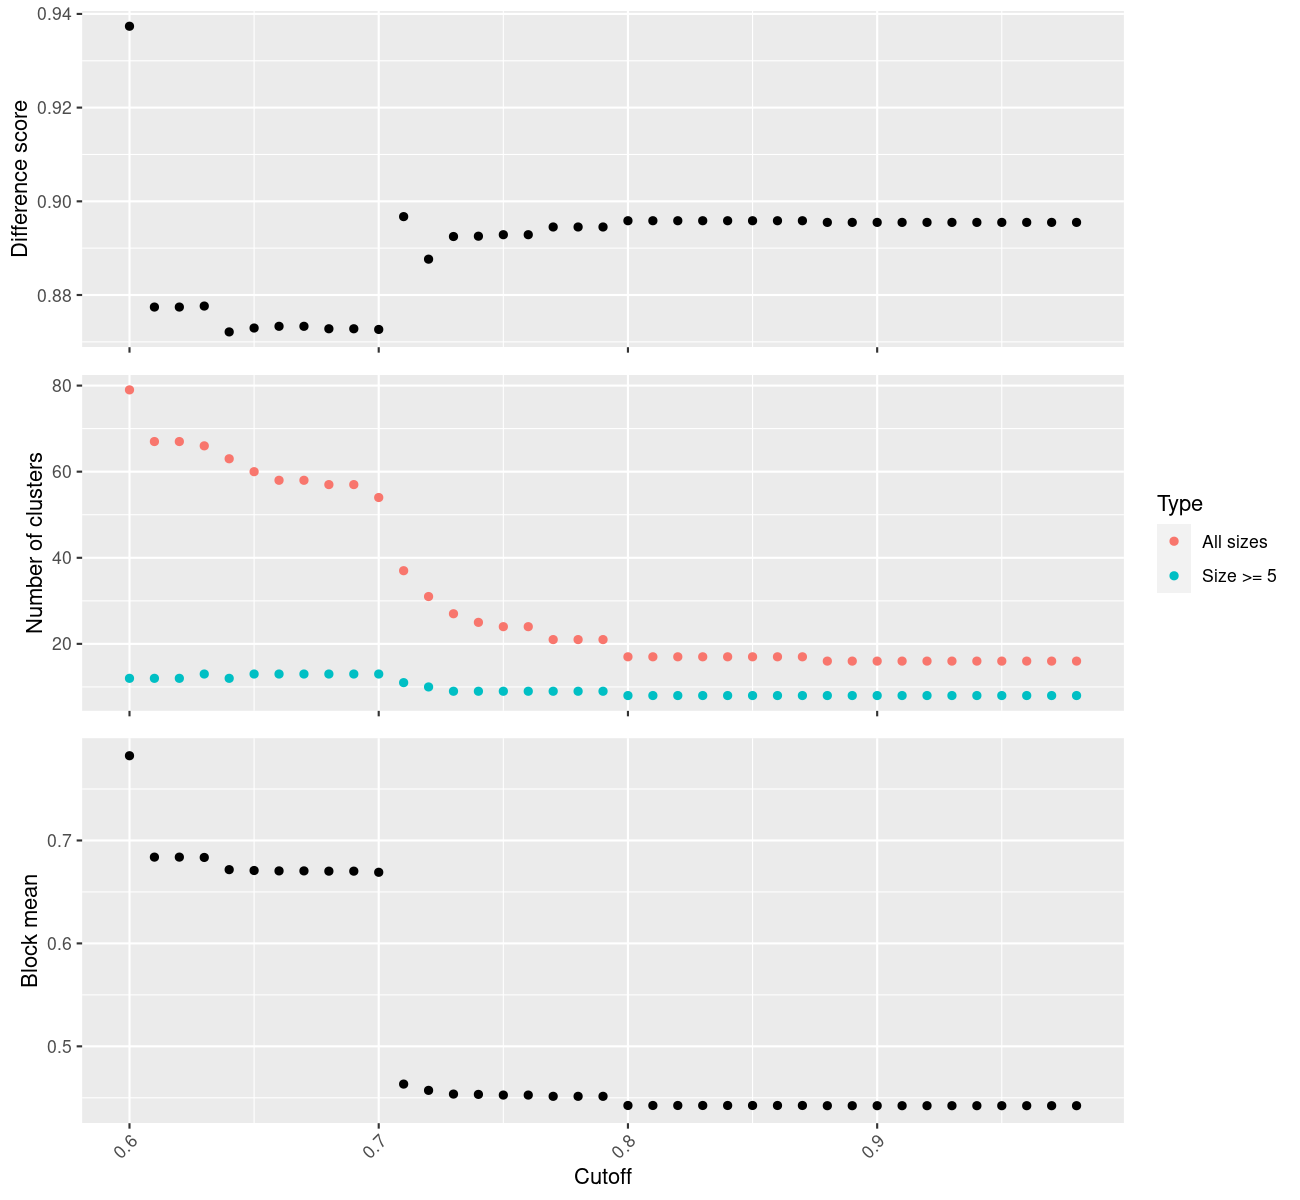 Difference score
0.94
0.92
0.90
0.88
Number of clusters
80
60
40
20
Type
All sizes
Size >= 5
Block mean
0.7
0.6
0.5
0.6
0.7
0.8
0.9
Cutoff